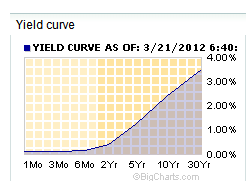 Yield curve
YIELD CURVE AS OF: 3/21/2012 6:40:
4.00%
3.00%
2.00%
1.00%
0.00%
1Mo 3Mo 6Mo 2Yr 5Yr 10Yr 30Yr
©BigCharts.com